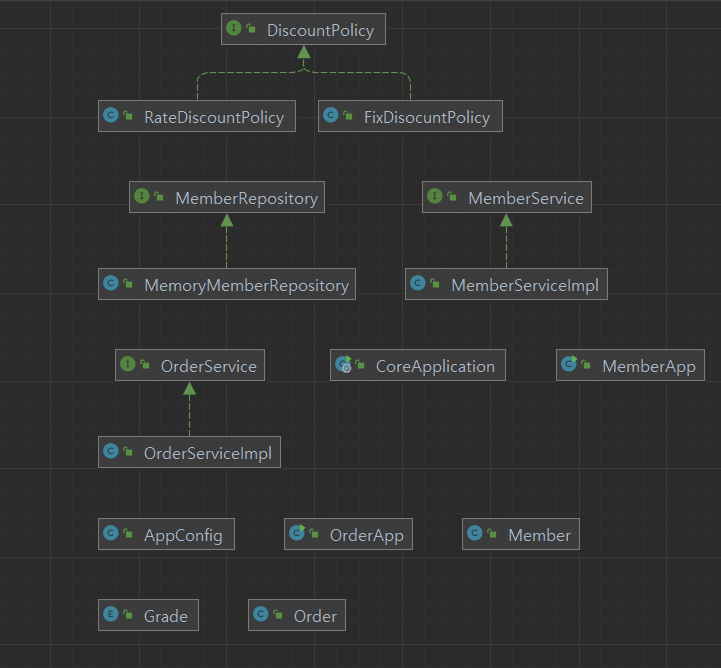 DiscountPolicy
RateDiscountPolicy FixDisocuntPolicy
MemberRepository MemberService
MemoryMemberRepository MemberServiceImpl
OrderService CoreApplication MemberApp
OrderServiceImpl
AppConfig OrderApp Member
Grade Order